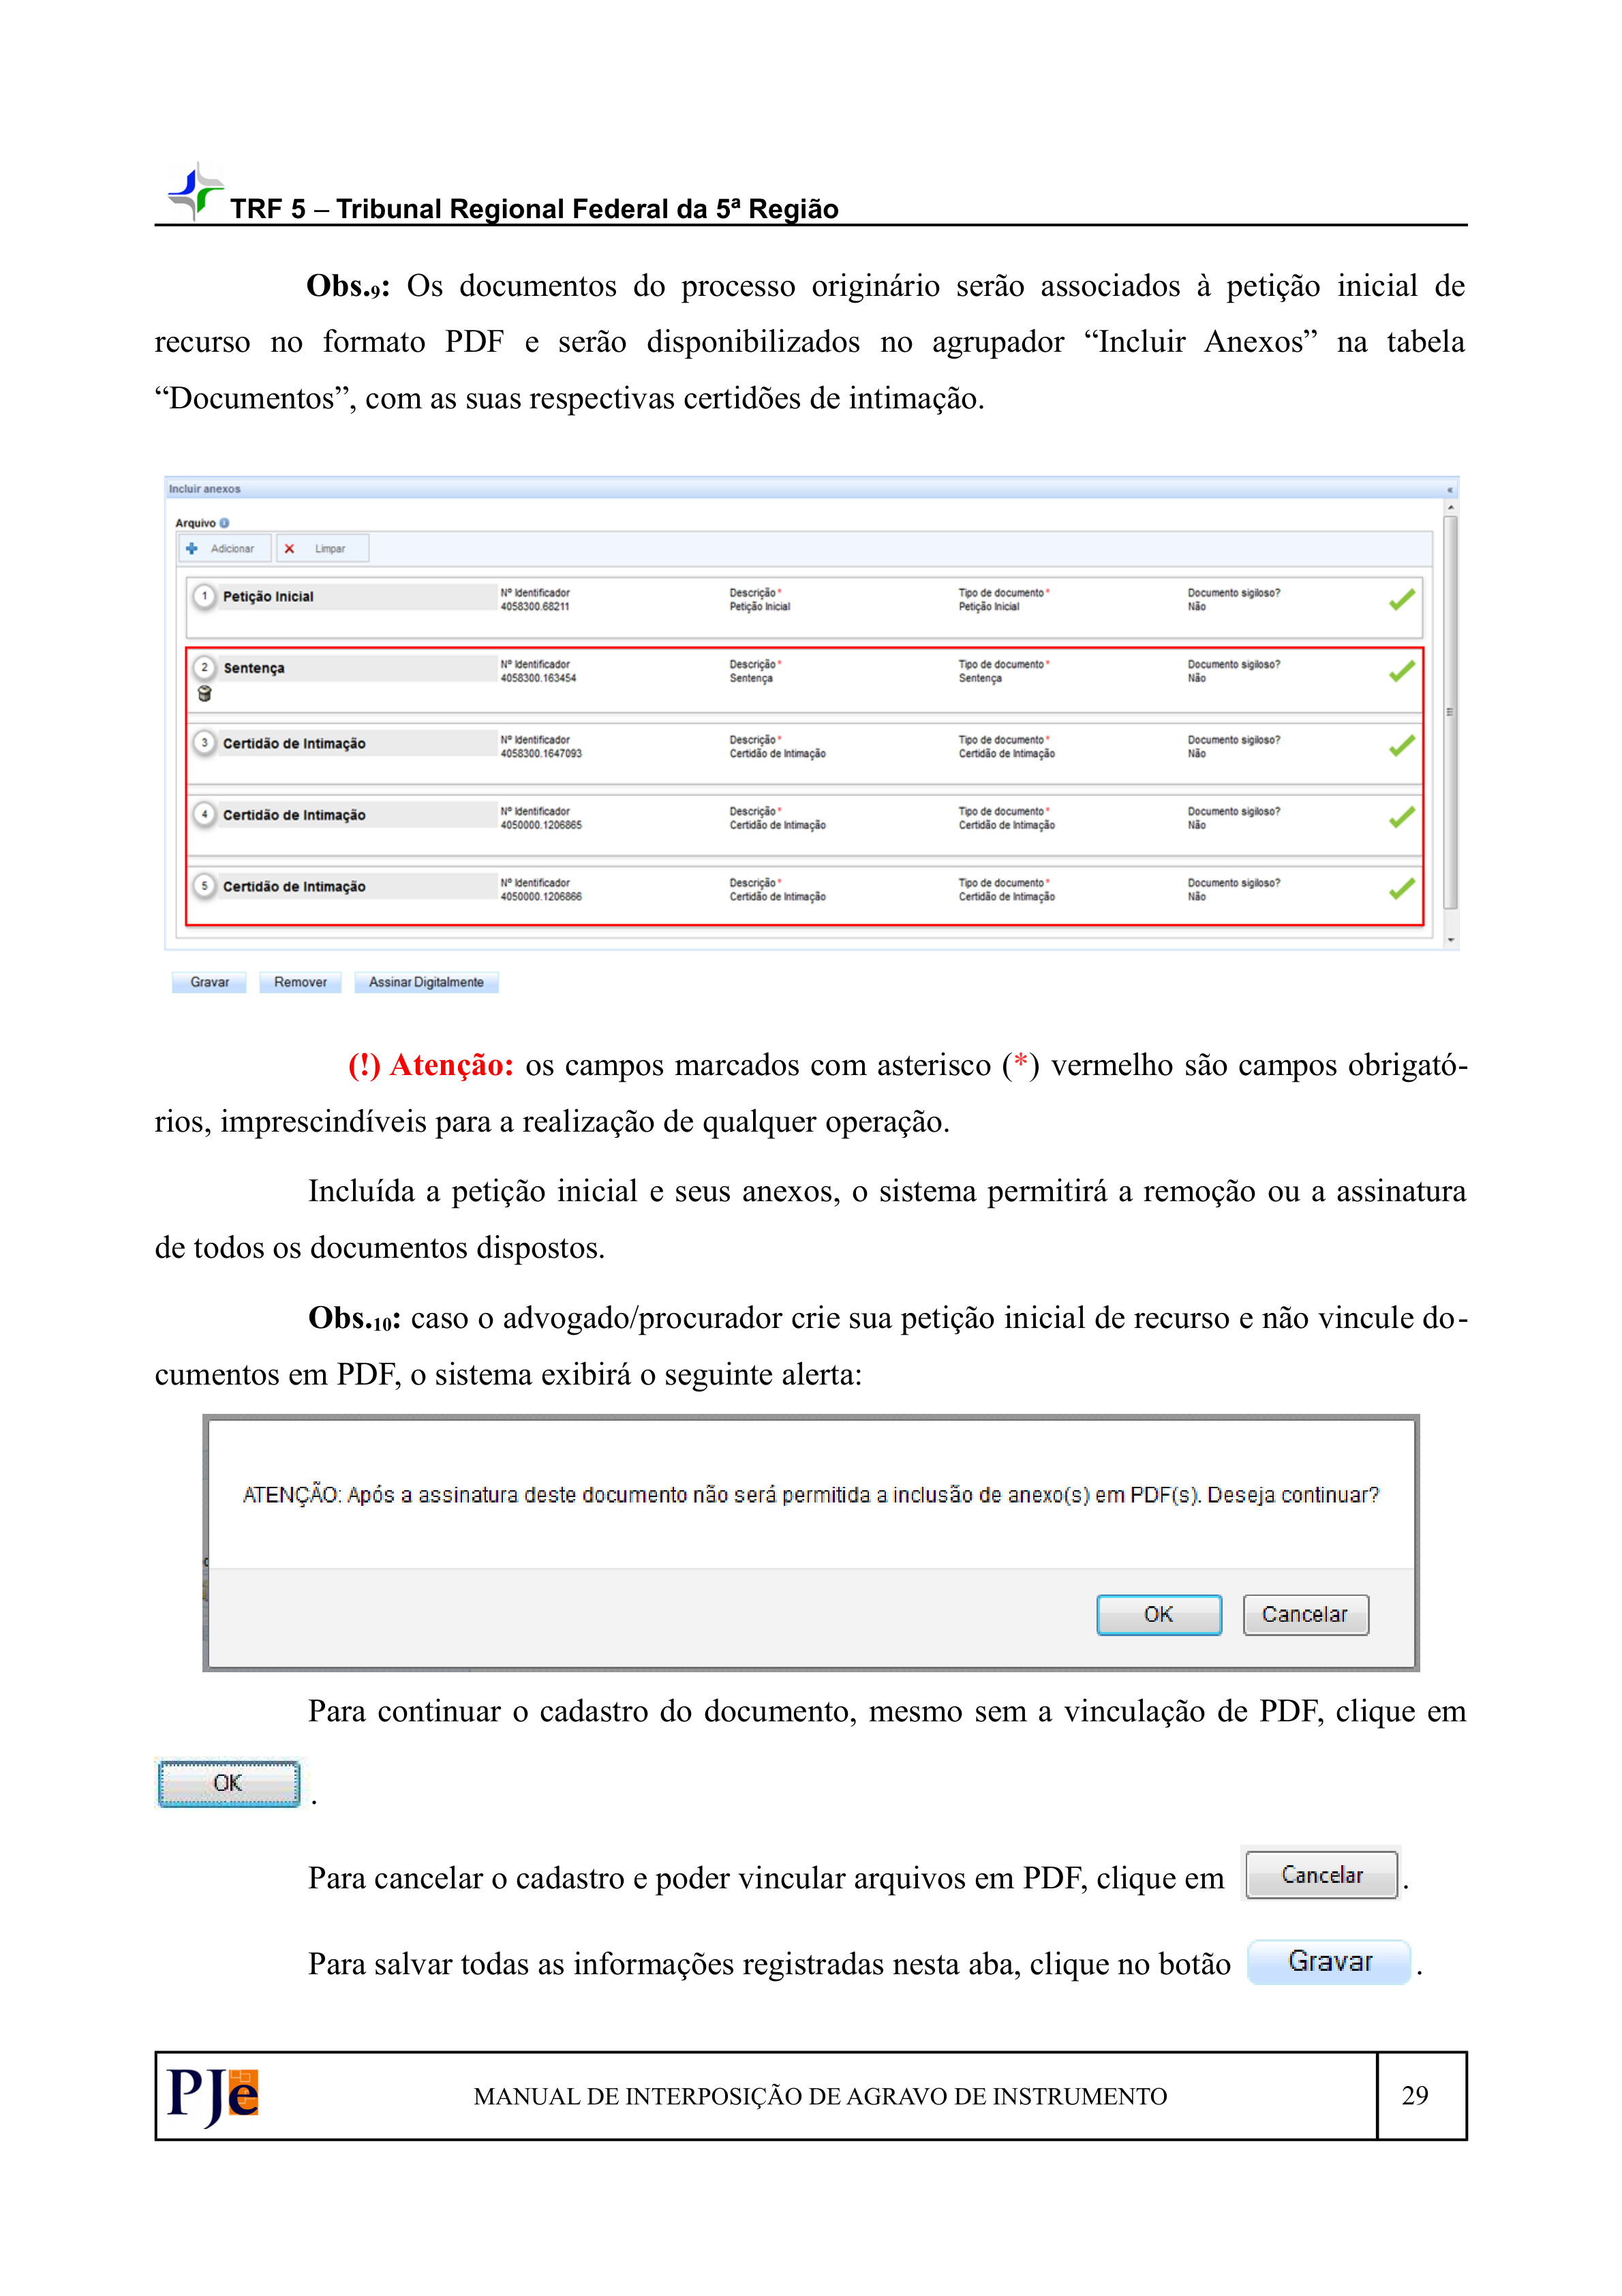 TRF 5 – Tribunal Regional Federal da 5ª Região
Obs.9: Os documentos do processo originário serão associados à petição inicial de
recurso no formato PDF e serão disponibilizados no agrupador “Incluir Anexos” na tabela
“Documentos”, com as suas respectivas certidões de intimação.
Incluir anexos «
Arquivo
Adicionar Limpar
1 Petição Inicial Nº Identificador Descrição* Tipo de documento* Documento sigiloso?
4058300.68211 Petição Inicial Petição Inicial Não
2 Sentença Nº Identificador Descrição* Tipo de documento* Documento sigiloso?
4058300.163454 Sentença Sentença Não
3 Certidão de Intimação Nº Identificador Descrição* Tipo de documento* Documento sigiloso?
4058300.1647093 Certidão de Intimação Certidão de Intimação Não
4 Certidão de Intimação Nº Identificador Descrição* Tipo de documento* Documento sigiloso?
4050000.1206865 Certidão de Intimação Certidão de Intimação Não
5 Certidão de Intimação Nº Identificador Descrição* Tipo de documento* Documento sigiloso?
4050000.1206866 Certidão de Intimação Certidão de Intimação Não
Gravar Remover Assinar Digitalmente
(!) Atenção: os campos marcados com asterisco (*) vermelho são campos obrigató-
rios, imprescindíveis para a realização de qualquer operação.
Incluída a petição inicial e seus anexos, o sistema permitirá a remoção ou a assinatura
de todos os documentos dispostos.
Obs.10: caso o advogado/procurador crie sua petição inicial de recurso e não vincule do-
cumentos em PDF, o sistema exibirá o seguinte alerta:
ATENÇÃO: Após a assinatura deste documento não será permitida a inclusão de anexo(s) em PDF(s). Deseja continuar?
OK Cancelar
Para continuar o cadastro do documento, mesmo sem a vinculação de PDF, clique em
OK .
Para cancelar o cadastro e poder vincular arquivos em PDF, clique em Cancelar .
Para salvar todas as informações registradas nesta aba, clique no botão Gravar .
PJe MANUAL DE INTERPOSIÇÃO DE AGRAVO DE INSTRUMENTO 29